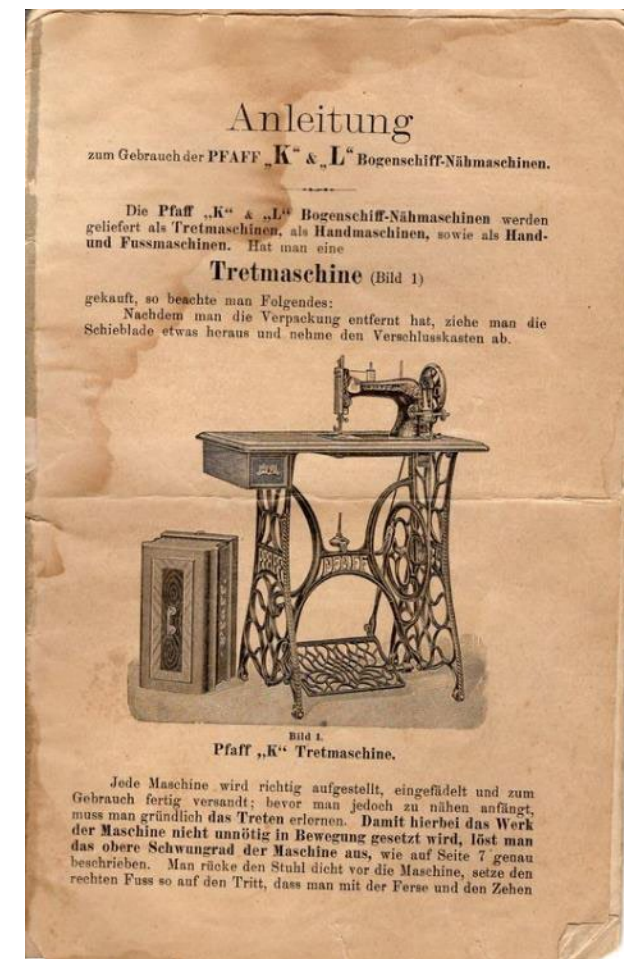 Anleitung
zum Gebrauch der PFAFF „K“ & „L“ Bogenschiff-Nähmaschinen.
Die Pfaff „K“ & „L“ Bogenschiff-Nähmaschinen werden
geliefert als Tretmaschinen, als Handmaschinen, sowie als Hand-
und Fussmaschinen. Hat man eine
Tretmaschine (Bild 1)
gekauft, so beachte man Folgendes:
Nachdem man die Verpackung entfernt hat, ziehe man die
Schieblade etwas heraus und nehme den Verschlusskasten ab.
PFAFF
Bild 1.
Pfaff „K“ Tretmaschine.
Jede Maschine wird richtig aufgestellt, eingefädelt und zum
Gebrauch fertig versandt; bevor man jedoch zu nähen anfängt,
muss man gründlich das Treten erlernen. Damit hierbei das Werk
der Maschine nicht unnötig in Bewegung gesetzt wird, löst man
das obere Schwungrad der Maschine aus, wie auf Seite 7 genau
beschrieben. Man rücke den Stuhl dicht vor die Maschine, setze den
rechten Fuss so auf den Tritt, dass man mit der Ferse und den Zehen